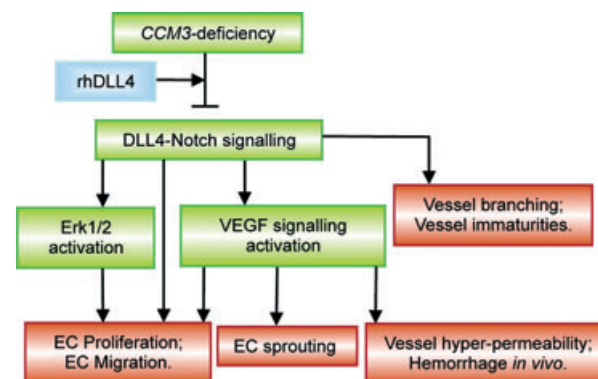 CCM3-deficiency
rhDLL4
DLL4-Notch signalling
Vessel branching;
Vessel immaturities.
Erk1/2
activation
VEGF signalling
activation
EC Proliferation;
EC Migration.
EC sprouting
Vessel hyper-permeability;
Hemorrhage in vivo.